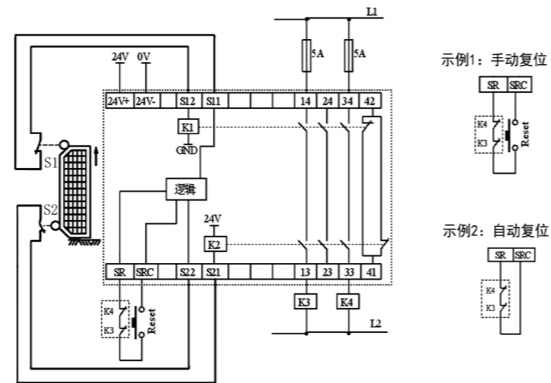 L1
5A 5A
24V 0V
24V+ 24V- S12 S11 14 24 34 42
K1
GND
S1
S2
逻辑
24V
K2
SR SRC S22 S21 13 23 33 41
K4
K3
Reset
K3 K4
L2
示例1：手动复位
SR SRC
K4
K3
Reset
示例2：自动复位
SR SRC
K4
K3